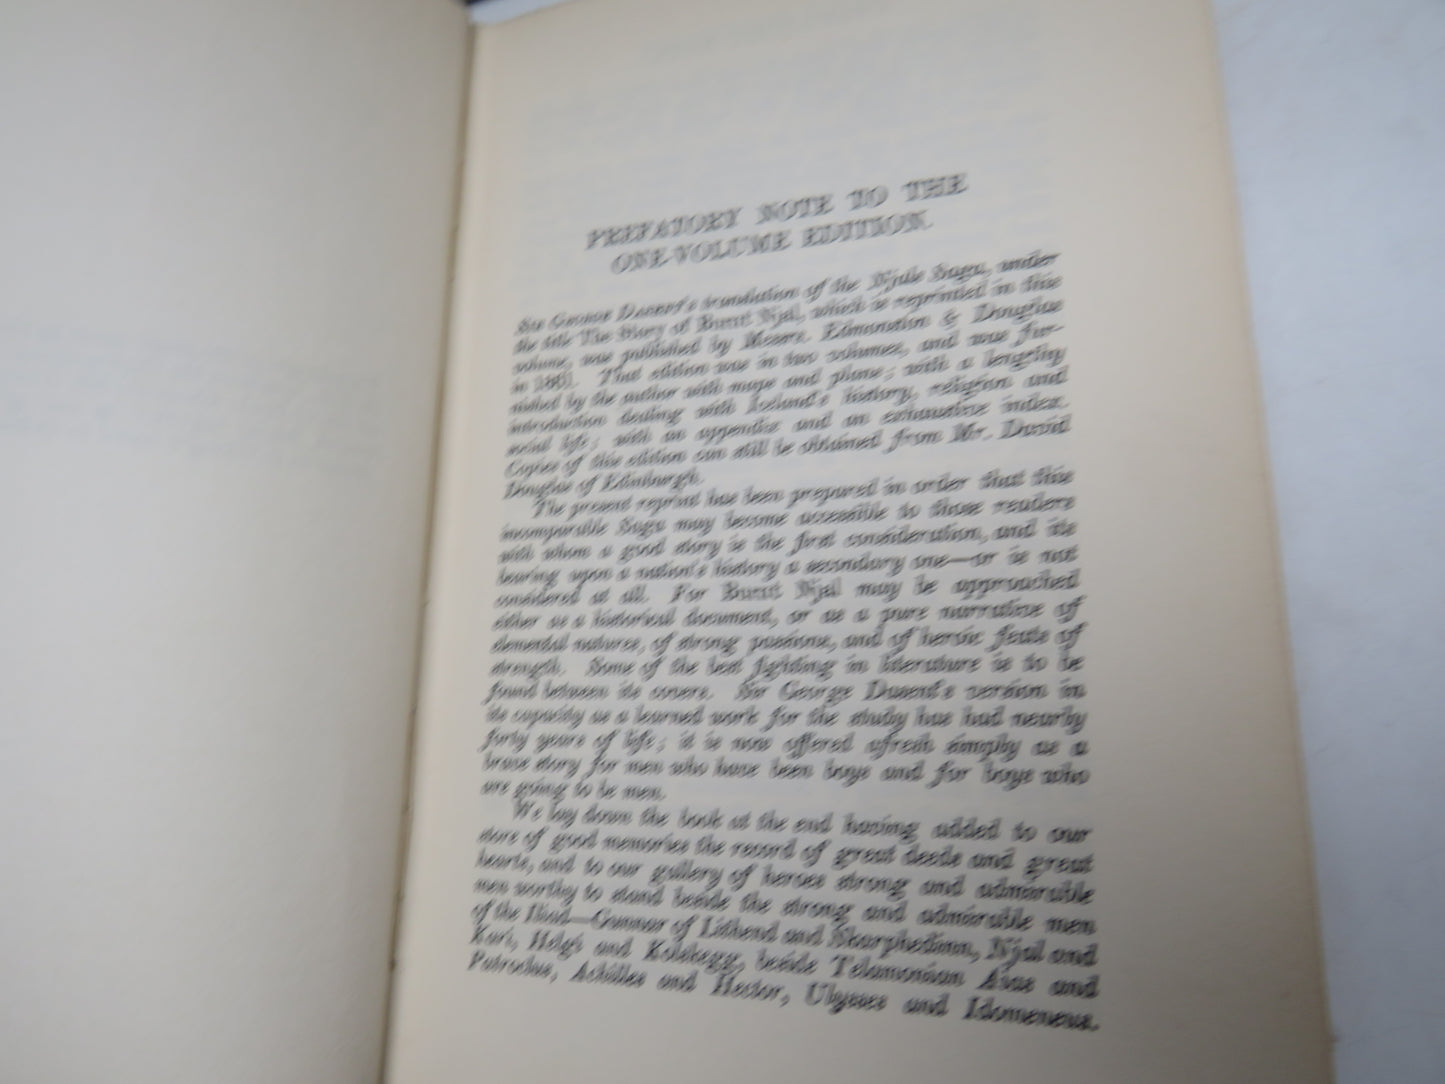 PREFATORY NOTE TO THE
ONE-VOLUME EDITION.
SIR GEORGE DASENT's translation of the Njals Saga, under
the title The Story of Burnt Njal, which is reprinted in this
volume, was published by Messrs. Edmonston & Douglas
in 1861. That edition was in two volumes, and was fur-
nished by the author with maps and plans; with a lengthy
introduction dealing with Iceland's history, religion and
social life; with an appendix and an exhaustive index.
Copies of this edition can still be obtained from Mr. David
Douglas of Edinburgh.
The present reprint has been prepared in order that this
incomparable Saga may become accessible to those readers
with whom a good story is the first consideration, and its
bearing upon a nation's history a secondary one—or is not
considered at all. For Burnt Njal may be approached
either as a historical document, or as a pure narrative of
elemental natures, of strong passions, and of heroic feats of
strength. Some of the best fighting in literature is to be
found between its covers. Sir George Dasent's version in
its capacity as a learned work for the study has had nearly
forty years of life; it is now offered afresh simply as a
brave story for men who have been boys and for boys who
are going to be men.
We lay down the book at the end having added to our
store of good memories the record of great deeds and great
hearts, and to our gallery of heroes strong and admirable
men worthy to stand beside the strong and admirable men
of the Iliad—Gunnar of Lithend and Skarphedinn, Njal and
Kari, Helgi and Kolskegg, beside Telamonian Aias and
Patroclus, Achilles and Hector, Ulysses and Idomeneus.